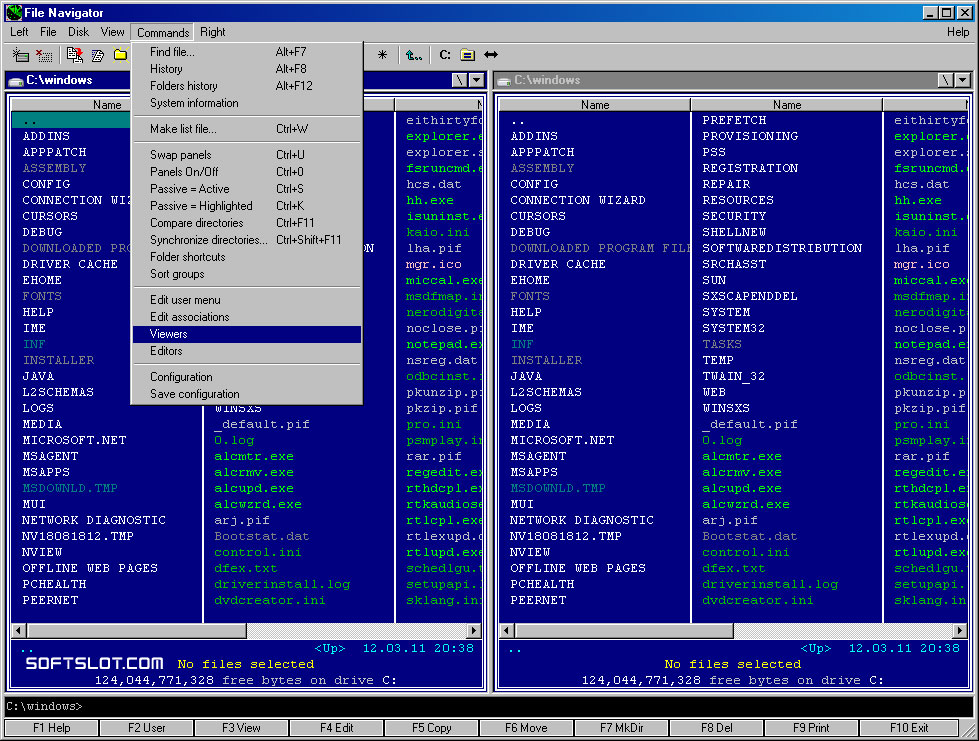 File Navigator
Left File Disk View Commands Right Help
* C:
Find file... Alt+F7
History Alt+F8
Folders history Alt+F12
System information
Make list file... Ctrl+W
Swap panels Ctrl+U
Panels On/Off Ctrl+0
Passive = Active Ctrl+S
Passive = Highlighted Ctrl+K
Compare directories Ctrl+F11
Synchronize directories... Ctrl+Shift+F11
Folder shortcuts
Sort groups
Edit user menu
Edit associations
Viewers
Editors
Configuration
Save configuration
C:\windows \
Name
..
ADDINS
APPPATCH
ASSEMBLY
CONFIG
CONNECTION WIZ
CURSORS
DEBUG
DOWNLOADED PRO
DRIVER CACHE
EHOME
FONTS
HELP
IME
INF
INSTALLER
JAVA
L2SCHEMAS
LOGS
MEDIA
MICROSOFT.NET
MSAGENT
MSAPPS
MSDOWNLD.TMP
MUI
NETWORK DIAGNOSTIC
NV18081812.TMP
NVIEW
OFFLINE WEB PAGES
PCHEALTH
PEERNET
ON
WINSXS
_default.pif
0.log
alcmtr.exe
alcrmv.exe
alcupd.exe
alcwzrd.exe
arj.pif
Bootstat.dat
control.ini
dfex.txt
driverinstall.log
dvdcreator.ini
N
eithirtyfo
explorer.e
explorer.s
fsruncmd.e
hcs.dat
hh.exe
isuninst.e
kaio.ini
lha.pif
mgr.ico
miccal.exe
msdfmap.in
nerodigita
noclose.pi
notepad.ex
nsreg.dat
odbcinst.i
pkunzip.pi
pkzip.pif
pro.ini
psmplay.in
rar.pif
regedit.ex
rthdcpl.ex
rtkaudiose
rtlcpl.exe
rtlexupd.d
rtlupd.exe
schedlgu.t
setupapi.l
sklang.ini
.. <Up> 12.03.11 20:38
SOFTSLOT.COM No files selected
124,044,771,328 free bytes on drive C:
C:\windows \
Name Name N
..
ADDINS
APPPATCH
ASSEMBLY
CONFIG
CONNECTION WIZARD
CURSORS
DEBUG
DOWNLOADED PROGRAM FILE
DRIVER CACHE
EHOME
FONTS
HELP
IME
INF
INSTALLER
JAVA
L2SCHEMAS
LOGS
MEDIA
MICROSOFT.NET
MSAGENT
MSAPPS
MSDOWNLD.TMP
MUI
NETWORK DIAGNOSTIC
NV18081812.TMP
NVIEW
OFFLINE WEB PAGES
PCHEALTH
PEERNET
PREFETCH
PROVISIONING
PSS
REGISTRATION
REPAIR
RESOURCES
SECURITY
SHELLNEW
SOFTWAREDISTRIBUTION
SRCHASST
SUN
SXSCAPENDDEL
SYSTEM
SYSTEM32
TASKS
TEMP
TWAIN_32
WEB
WINSXS
_default.pif
0.log
alcmtr.exe
alcrmv.exe
alcupd.exe
alcwzrd.exe
arj.pif
Bootstat.dat
control.ini
dfex.txt
driverinstall.log
dvdcreator.ini
eithirtyf
explorer.
explorer.
fsruncmd.
hcs.dat
hh.exe
isuninst.
kaio.ini
lha.pif
mgr.ico
miccal.ex
msdfmap.i
nerodigit
noclose.p
notepad.e
nsreg.dat
odbcinst.
pkunzip.p
pkzip.pif
pro.ini
psmplay.i
rar.pif
regedit.e
rthdcpl.e
rtkaudios
rtlcpl.ex
rtlexupd.
rtlupd.ex
schedlgu.
setupapi.
sklang.in
.. <Up> 12.03.11 20:38
No files selected
124,044,771,328 free bytes on drive C:
C:\windows>
F1 Help F2 User F3 View F4 Edit F5 Copy F6 Move F7 MkDir F8 Del F9 Print F10 Exit